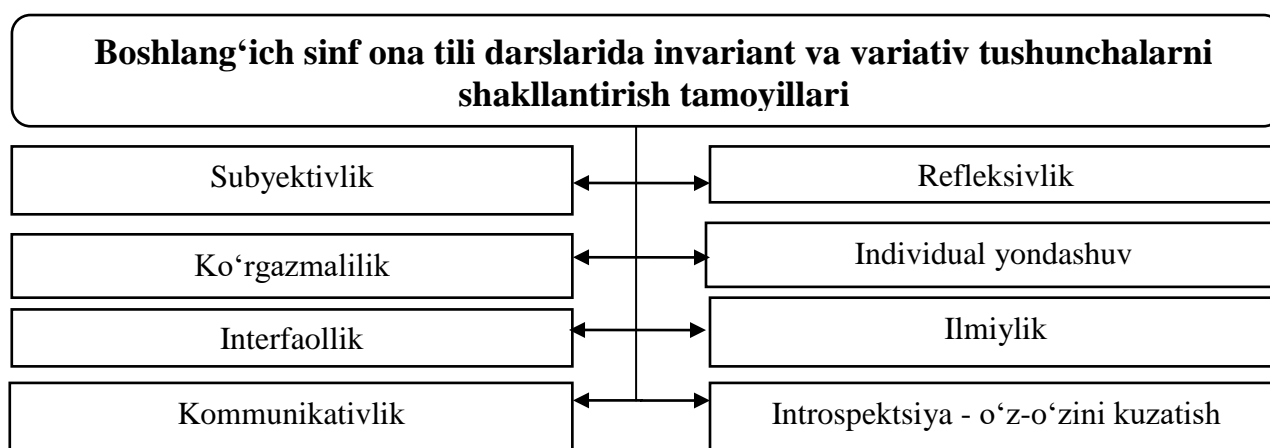 Boshlang‘ich sinf ona tili darslarida invariant va variativ tushunchalarni
shakllantirish tamoyillari
Subyektivlik
Refleksivlik
Ko‘rgazmalilik
Individual yondashuv
Interfaollik
Ilmiylik
Kommunikativlik
Introspektsiya - o‘z-o‘zini kuzatish